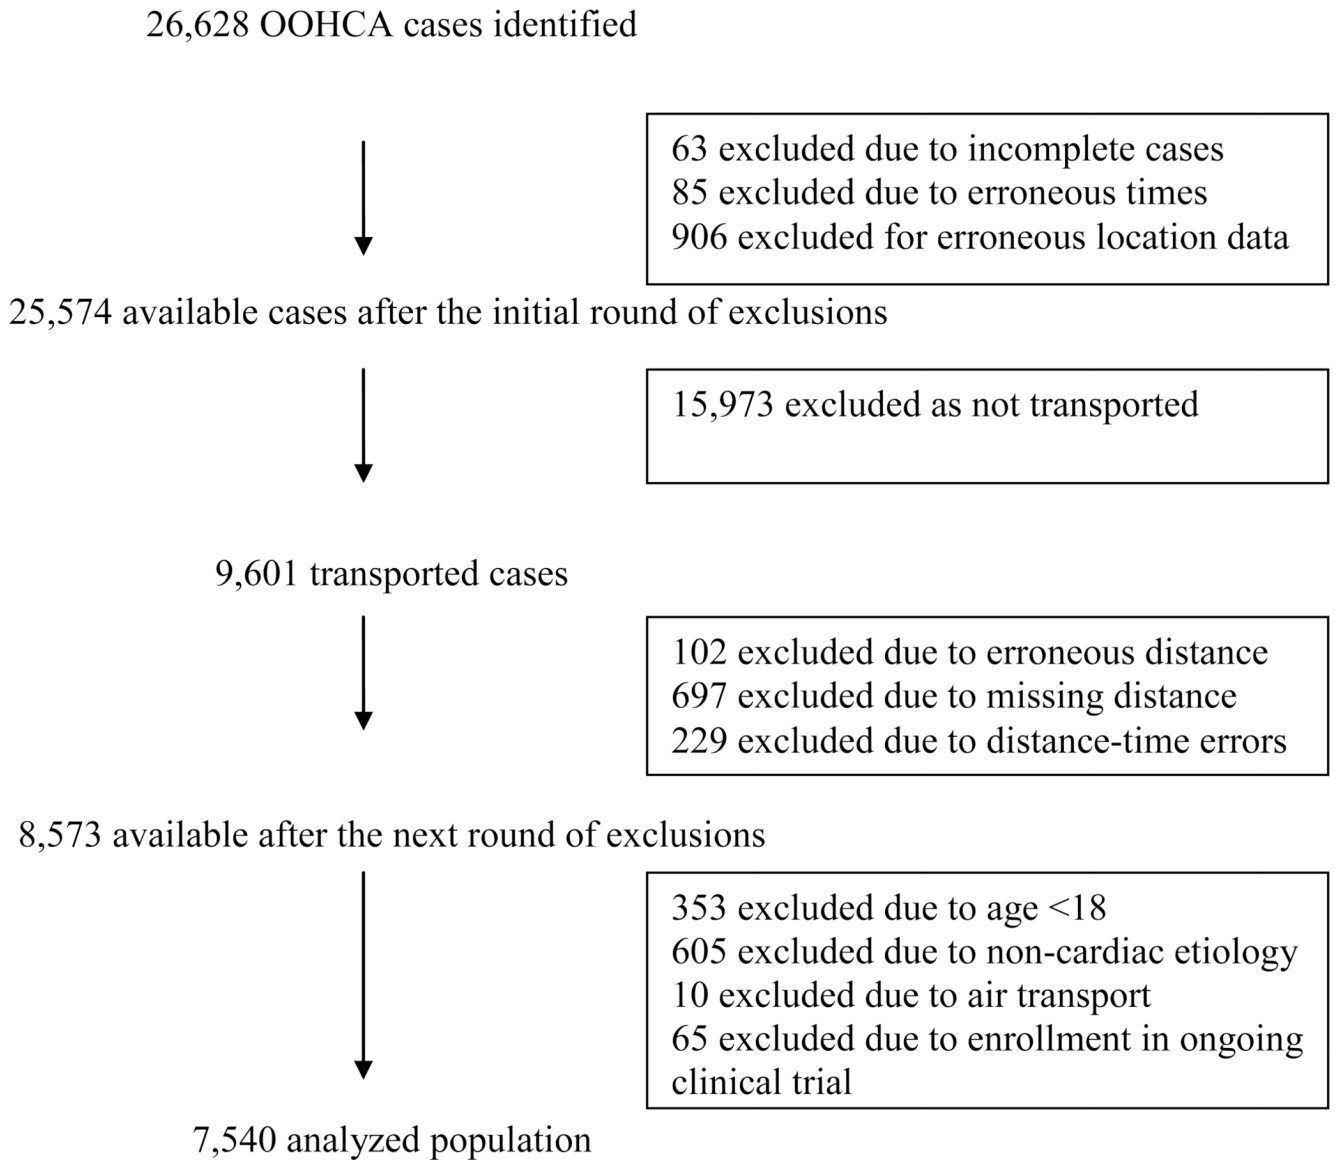 26,628 OOHCA cases identified
63 excluded due to incomplete cases
85 excluded due to erroneous times
906 excluded for erroneous location data
25,574 available cases after the initial round of exclusions
15,973 excluded as not transported
9,601 transported cases
102 excluded due to erroneous distance
697 excluded due to missing distance
229 excluded due to distance-time errors
8,573 available after the next round of exclusions
353 excluded due to age <18
605 excluded due to non-cardiac etiology
10 excluded due to air transport
65 excluded due to enrollment in ongoing
clinical trial
7,540 analyzed population